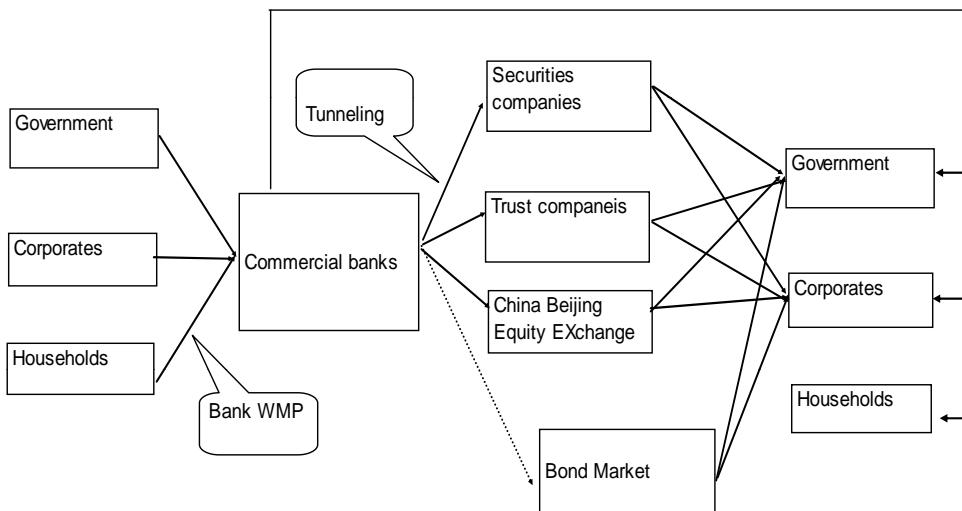 Government
Corporates
Households
Bank WMP
Commercial banks
Tunneling
Securities
companies
Trust companeis
China Beijing
Equity EXchange
Bond Market
Government
Corporates
Households